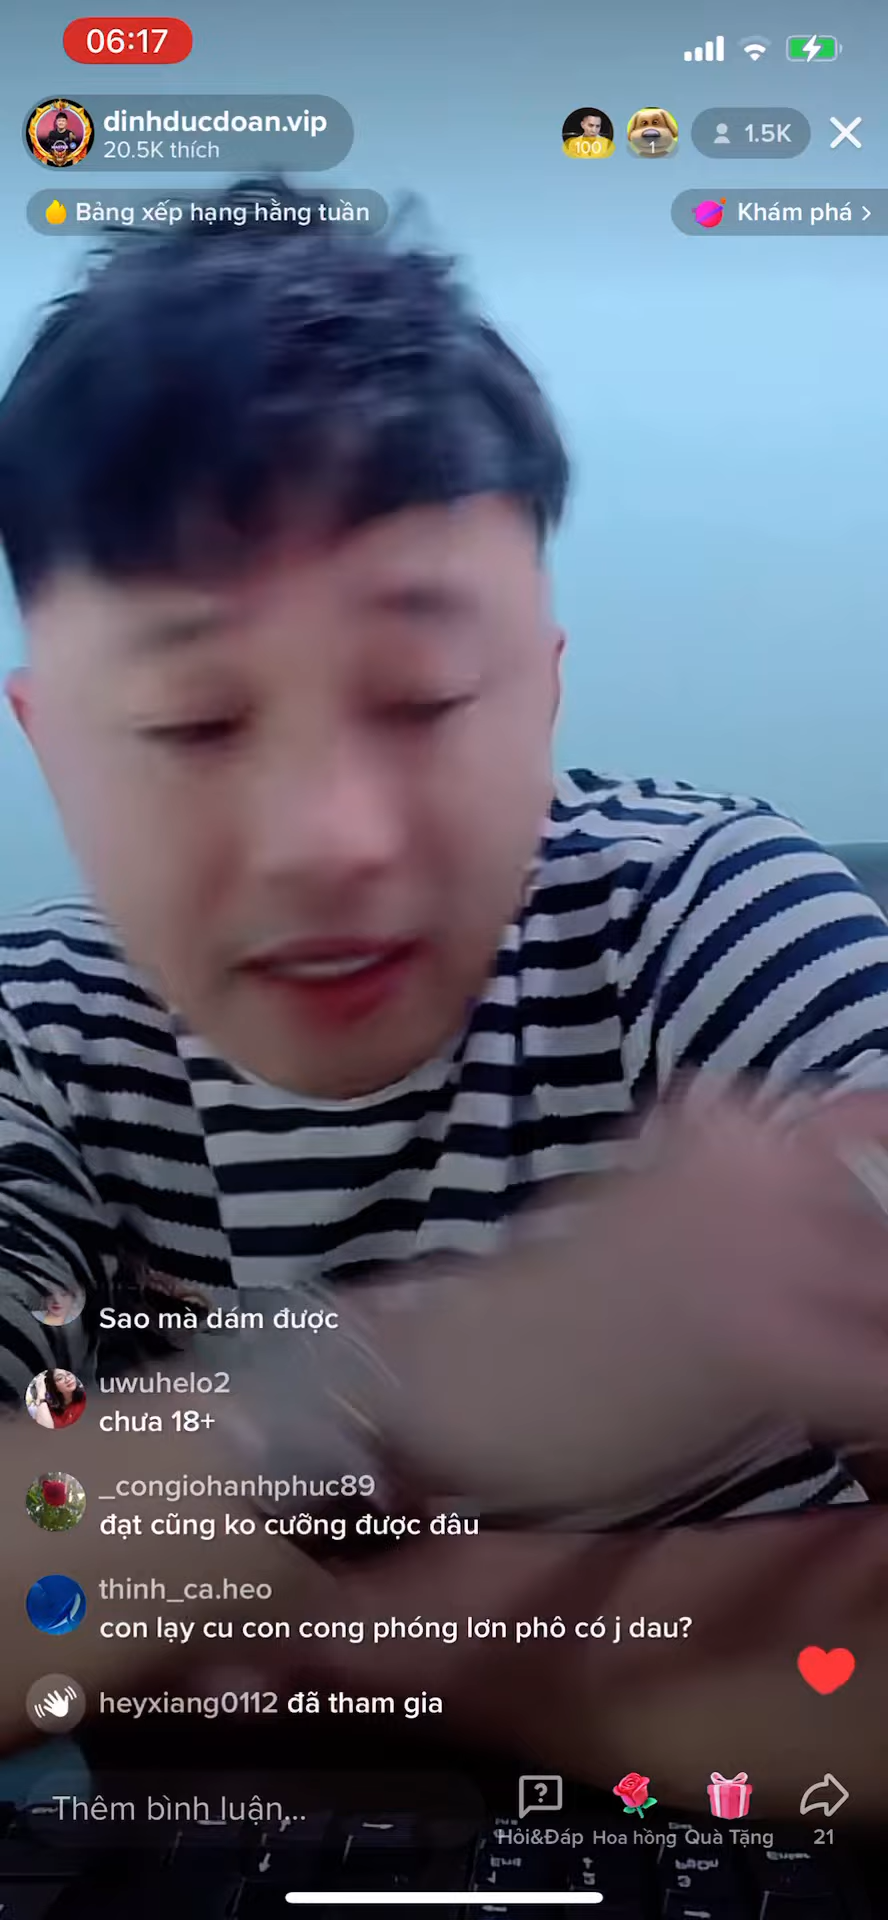 06:17
dinhducdoan.vip
20.5K thích
100
1
1.5K
Bảng xếp hạng hằng tuần
Khám phá >
Sao mà dám được
uwuhelo2
chưa 18+
_congiohanhphuc89
đạt cũng ko cưỡng được đâu
thinh_ca.heo
con lạy cu con cong phóng lơn phô có j dau?
heyxiang0112 đã tham gia
Thêm bình luận...
Hỏi&Đáp
Hoa hồng
Quà Tặng
21